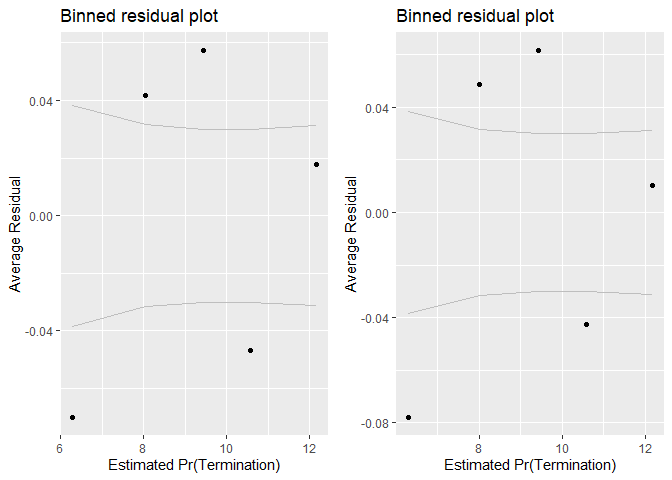 Binned residual plot
Average Residual
0.04
0.00
-0.04
6
8
10
12
Estimated Pr(Termination)
Binned residual plot
Average Residual
0.04
0.00
-0.04
-0.08
8
10
12
Estimated Pr(Termination)